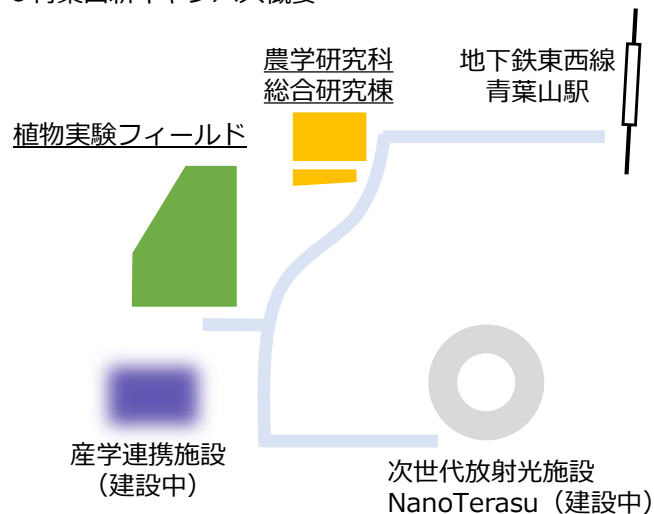 農学研究科
総合研究棟
地下鉄東西線
青葉山駅
植物実験フィールド
産学連携施設
（建設中）
次世代放射光施設
NanoTerasu（建設中）